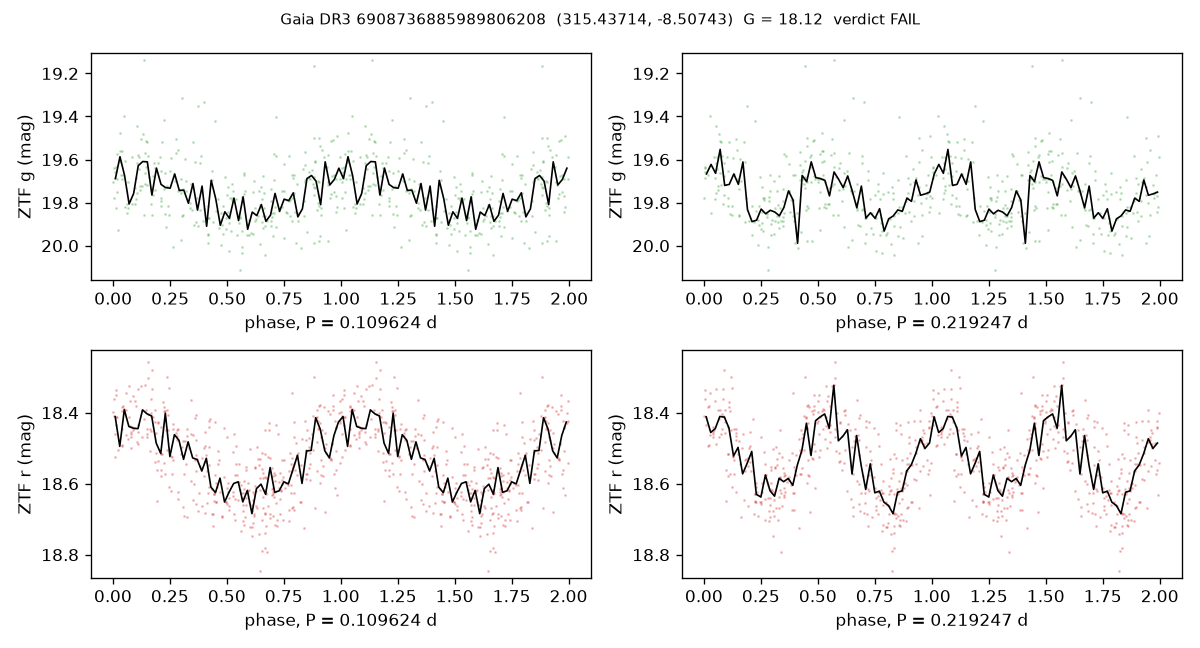 Gaia DR3 6908736885989806208  (315.43714, -8.50743)  G = 18.12  verdict FAIL
ZTF g (mag)
19.2
19.4
19.6
19.8
20.0
0.00 0.25 0.50 0.75 1.00 1.25 1.50 1.75 2.00
phase, P = 0.109624 d
ZTF g (mag)
19.2
19.4
19.6
19.8
20.0
0.00 0.25 0.50 0.75 1.00 1.25 1.50 1.75 2.00
phase, P = 0.219247 d
ZTF r (mag)
18.4
18.6
18.8
0.00 0.25 0.50 0.75 1.00 1.25 1.50 1.75 2.00
phase, P = 0.109624 d
ZTF r (mag)
18.4
18.6
18.8
0.00 0.25 0.50 0.75 1.00 1.25 1.50 1.75 2.00
phase, P = 0.219247 d